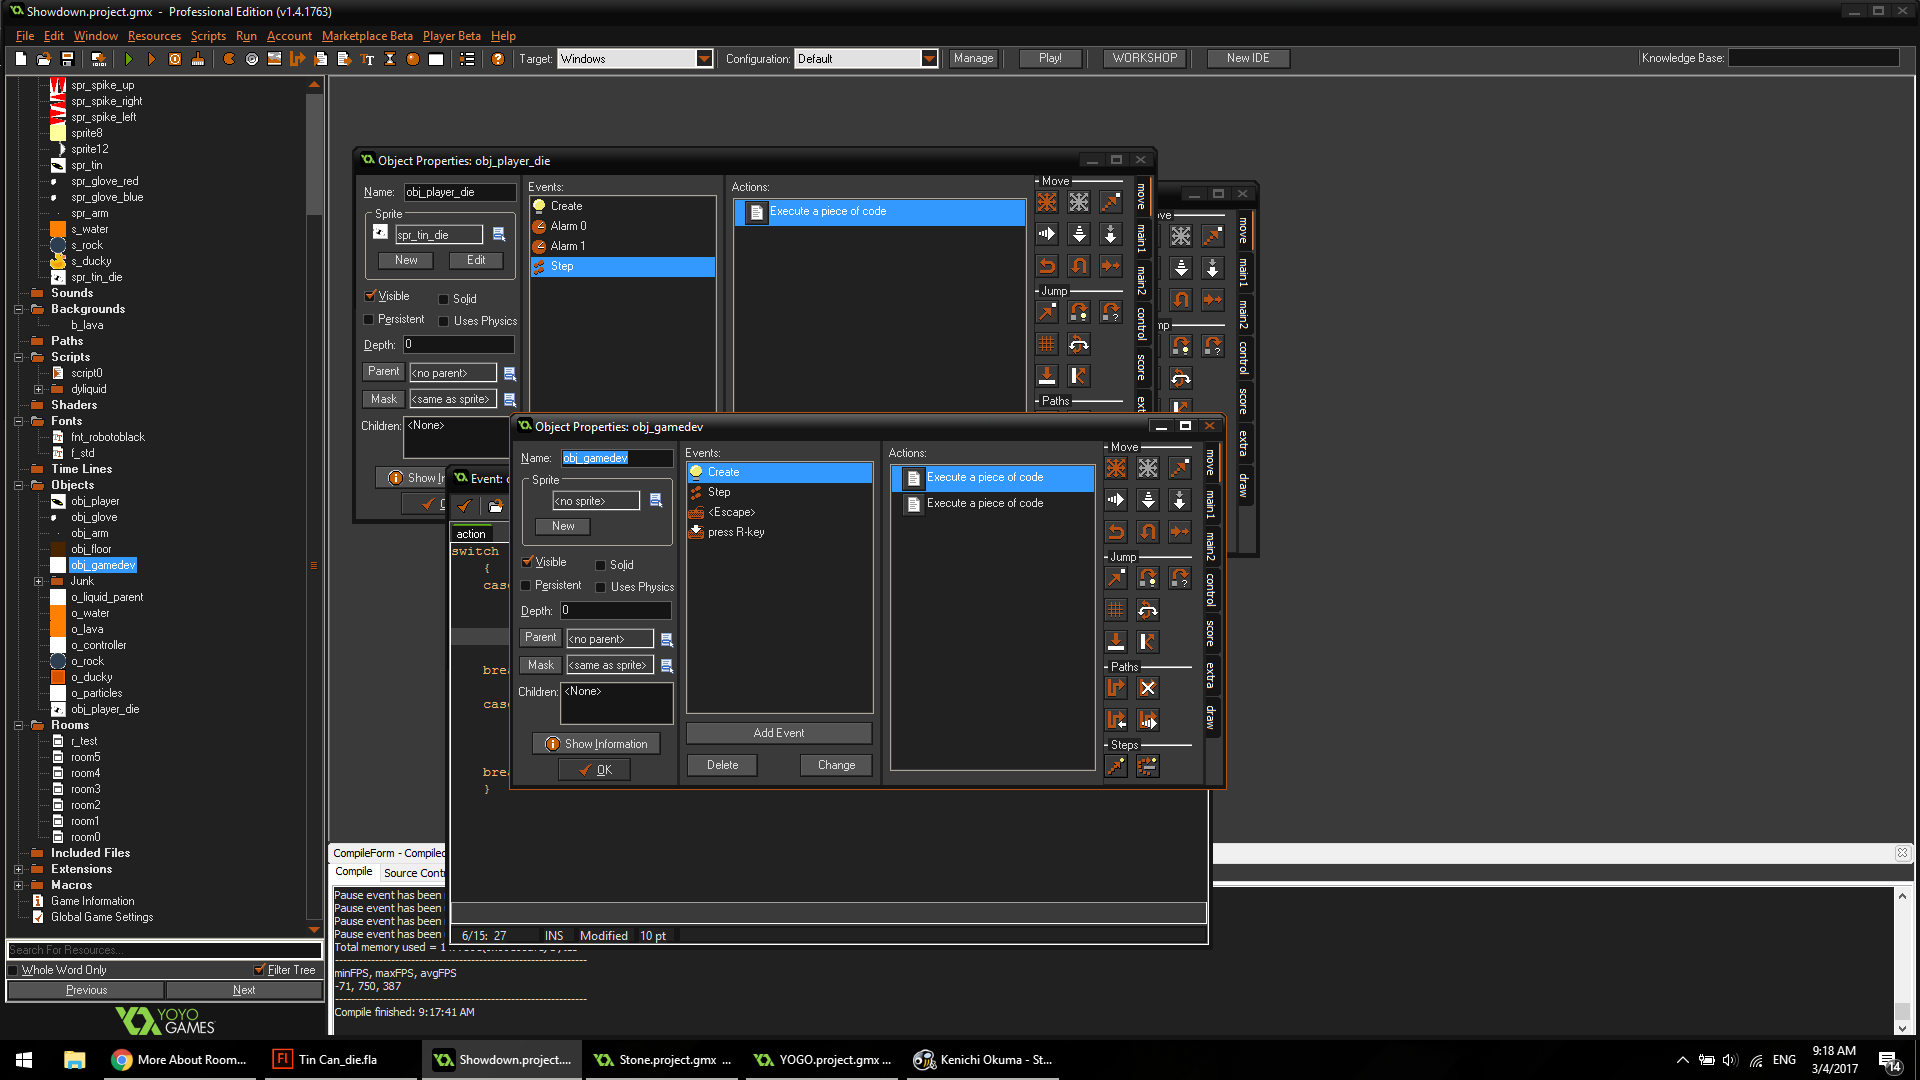 Showdown.project.gmx - Professional Edition (v1.4.1763)
File Edit Window Resources Scripts Run Account Marketplace Beta Player Beta Help
Target: Windows Configuration: Default Manage Play! WORKSHOP New IDE Knowledge Base:
spr_spike_up
spr_spike_right
spr_spike_left
sprite8
sprite12
spr_tin
spr_glove_red
spr_glove_blue
spr_arm
s_water
s_rock
s_ducky
spr_tin_die
Sounds
Backgrounds
b_lava
Paths
Scripts
script0
dyliquid
Shaders
Fonts
fnt_robotoblack
f_std
Time Lines
Objects
obj_player
obj_glove
obj_arm
obj_floor
obj_gamedev
Junk
o_liquid_parent
o_water
o_lava
o_controller
o_rock
o_ducky
o_particles
obj_player_die
Rooms
r_test
room5
room4
room3
room2
room1
room0
Included Files
Extensions
Macros
Game Information
Global Game Settings
Search For Resources...
Whole Word Only Filter Tree
Previous Next
YOYO GAMES
Object Properties: obj_player_die
Name: obj_player_die
Sprite
spr_tin_die
New Edit
Visible Solid
Persistent Uses Physics
Depth: 0
Parent <no parent>
Mask <same as sprite>
Children: <None>
Events:
Create
Alarm 0
Alarm 1
Step
Actions:
Execute a piece of code
Move
Jump
Paths
move
main1
main2
control
score
move
main1
main2
control
score
extra
draw
Object Properties: obj_gamedev
Name: obj_gamedev
Sprite
<no sprite>
New
Visible Solid
Persistent Uses Physics
Depth: 0
Parent <no parent>
Mask <same as sprite>
Children: <None>
Show Information
OK
Events:
Create
Step
<Escape>
press R-key
Add Event
Delete Change
Actions:
Execute a piece of code
Execute a piece of code
Move
Jump
Paths
Steps
move
main1
main2
control
score
extra
draw
Event:
action
switch
{
}
6/15: 27 INS Modified 10 pt
CompileForm - Compiled
Compile Source Contr
Pause event has been
Pause event has been
Pause event has been
Pause event has been
Total memory used = 1
minFPS, maxFPS, avgFPS
-71, 750, 387
Compile finished: 9:17:41 AM
More About Room... Tin Can_die.fla Showdown.project.... Stone.project.gmx ... YOGO.project.gmx ... Kenichi Okuma - St...
ENG 9:18 AM
3/4/2017
14